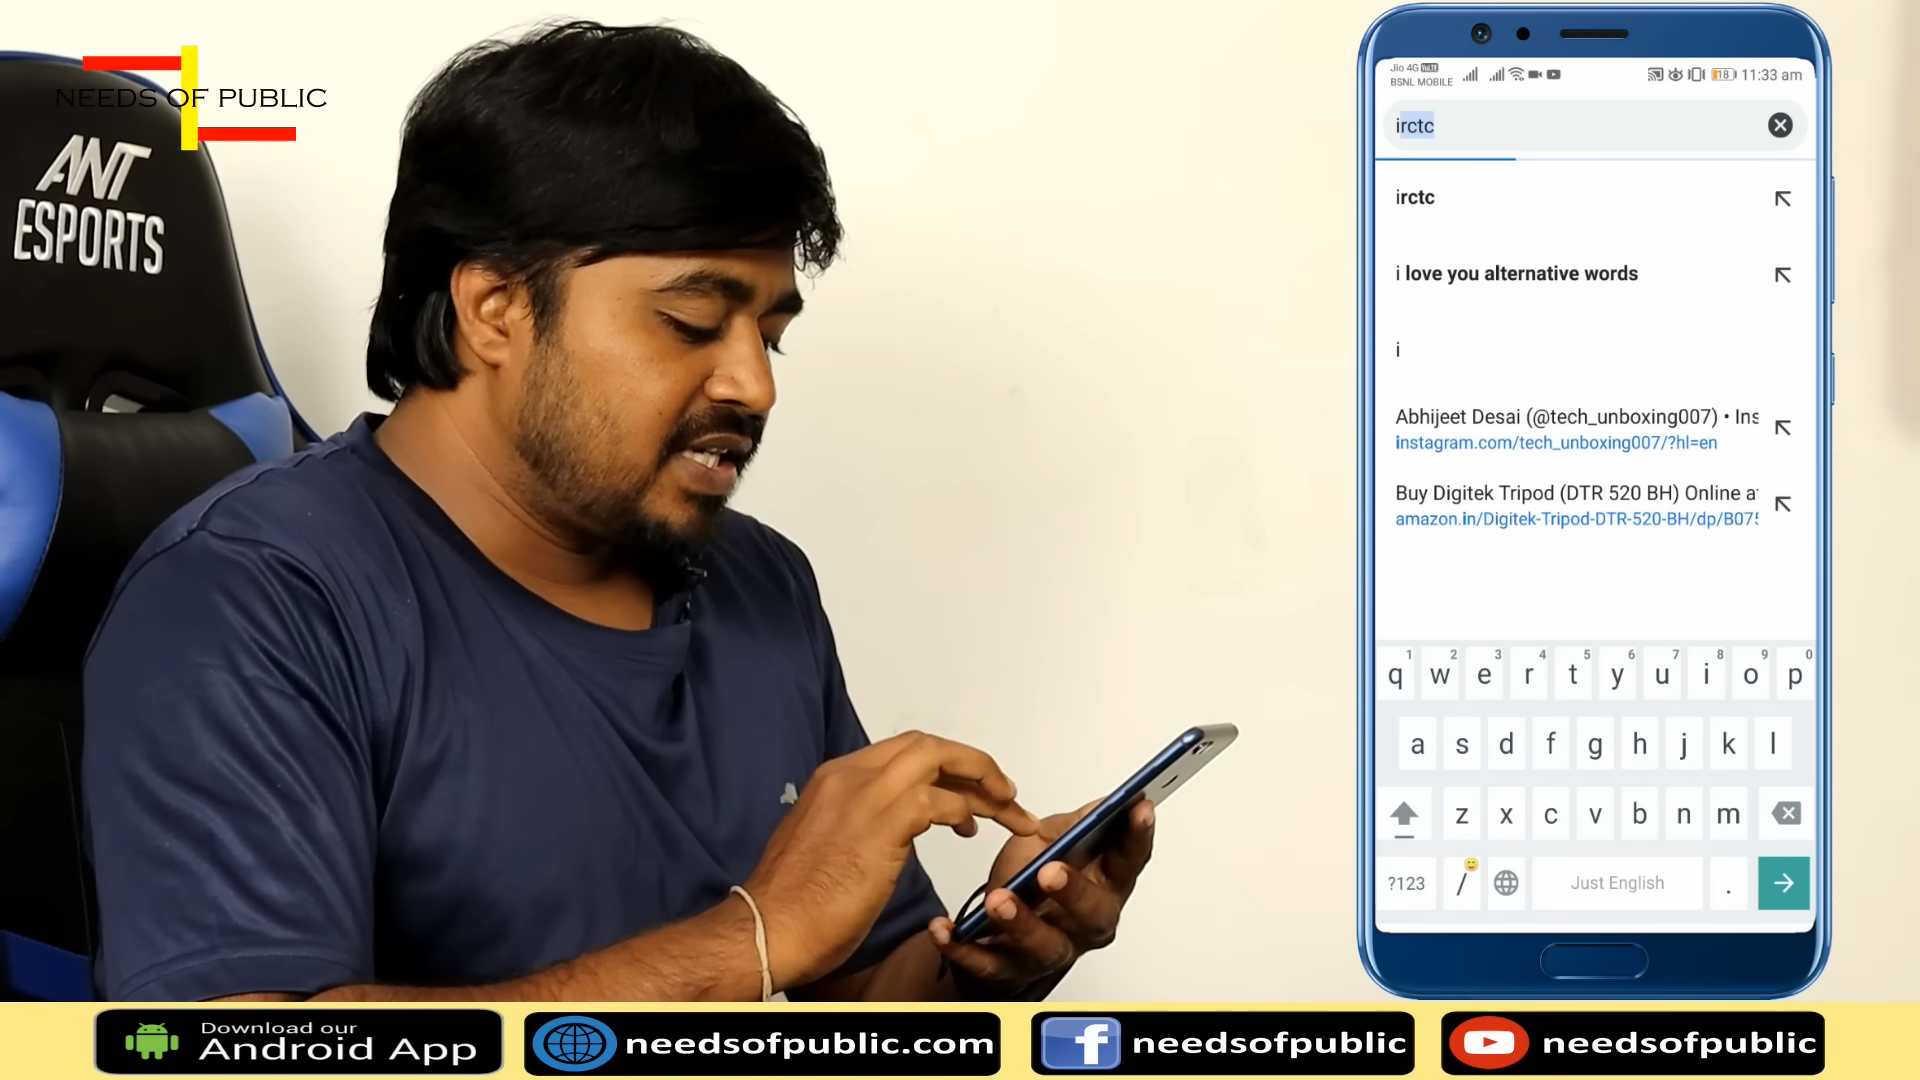 NEEDS OF PUBLIC
ANT
ESPORTS
Jio 4G VoLTE
BSNL MOBILE
18
11:33 am
irctc
irctc
i love you alternative words
i
Abhijeet Desai (@tech_unboxing007) • Ins
instagram.com/tech_unboxing007/?hl=en
Buy Digitek Tripod (DTR 520 BH) Online a
amazon.in/Digitek-Tripod-DTR-520-BH/dp/B075
1 2 3 4 5 6 7 8 9 0
q w e r t y u i o p
a s d f g h j k l
z x c v b n m
?123 / Just English .
Download our
Android App
needsofpublic.com
f needsofpublic
needsofpublic